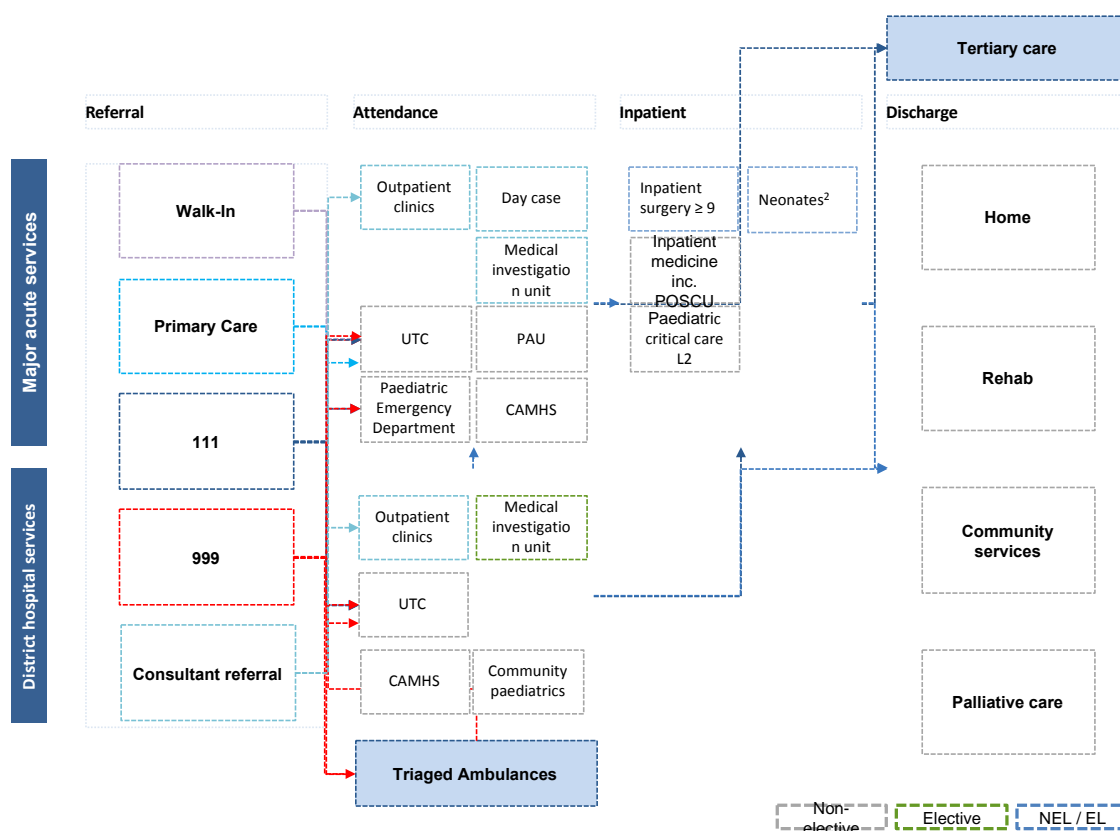 Tertiary care
Referral
Attendance
Inpatient
Discharge
Major acute services
Walk-In
Primary Care
111
Outpatient
clinics
Day case
Medical
investigatio
n unit
UTC
PAU
Paediatric
Emergency
Department
CAMHS
Inpatient
surgery ≥ 9
Neonates²
Inpatient
medicine
inc.
POSCU
Paediatric
critical care
L2
Home
Rehab
District hospital services
999
Consultant referral
Outpatient
clinics
Medical
investigatio
n unit
UTC
CAMHS
Community
paediatrics
Triaged Ambulances
Community
services
Palliative care
Non-
elective
Elective
NEL / EL